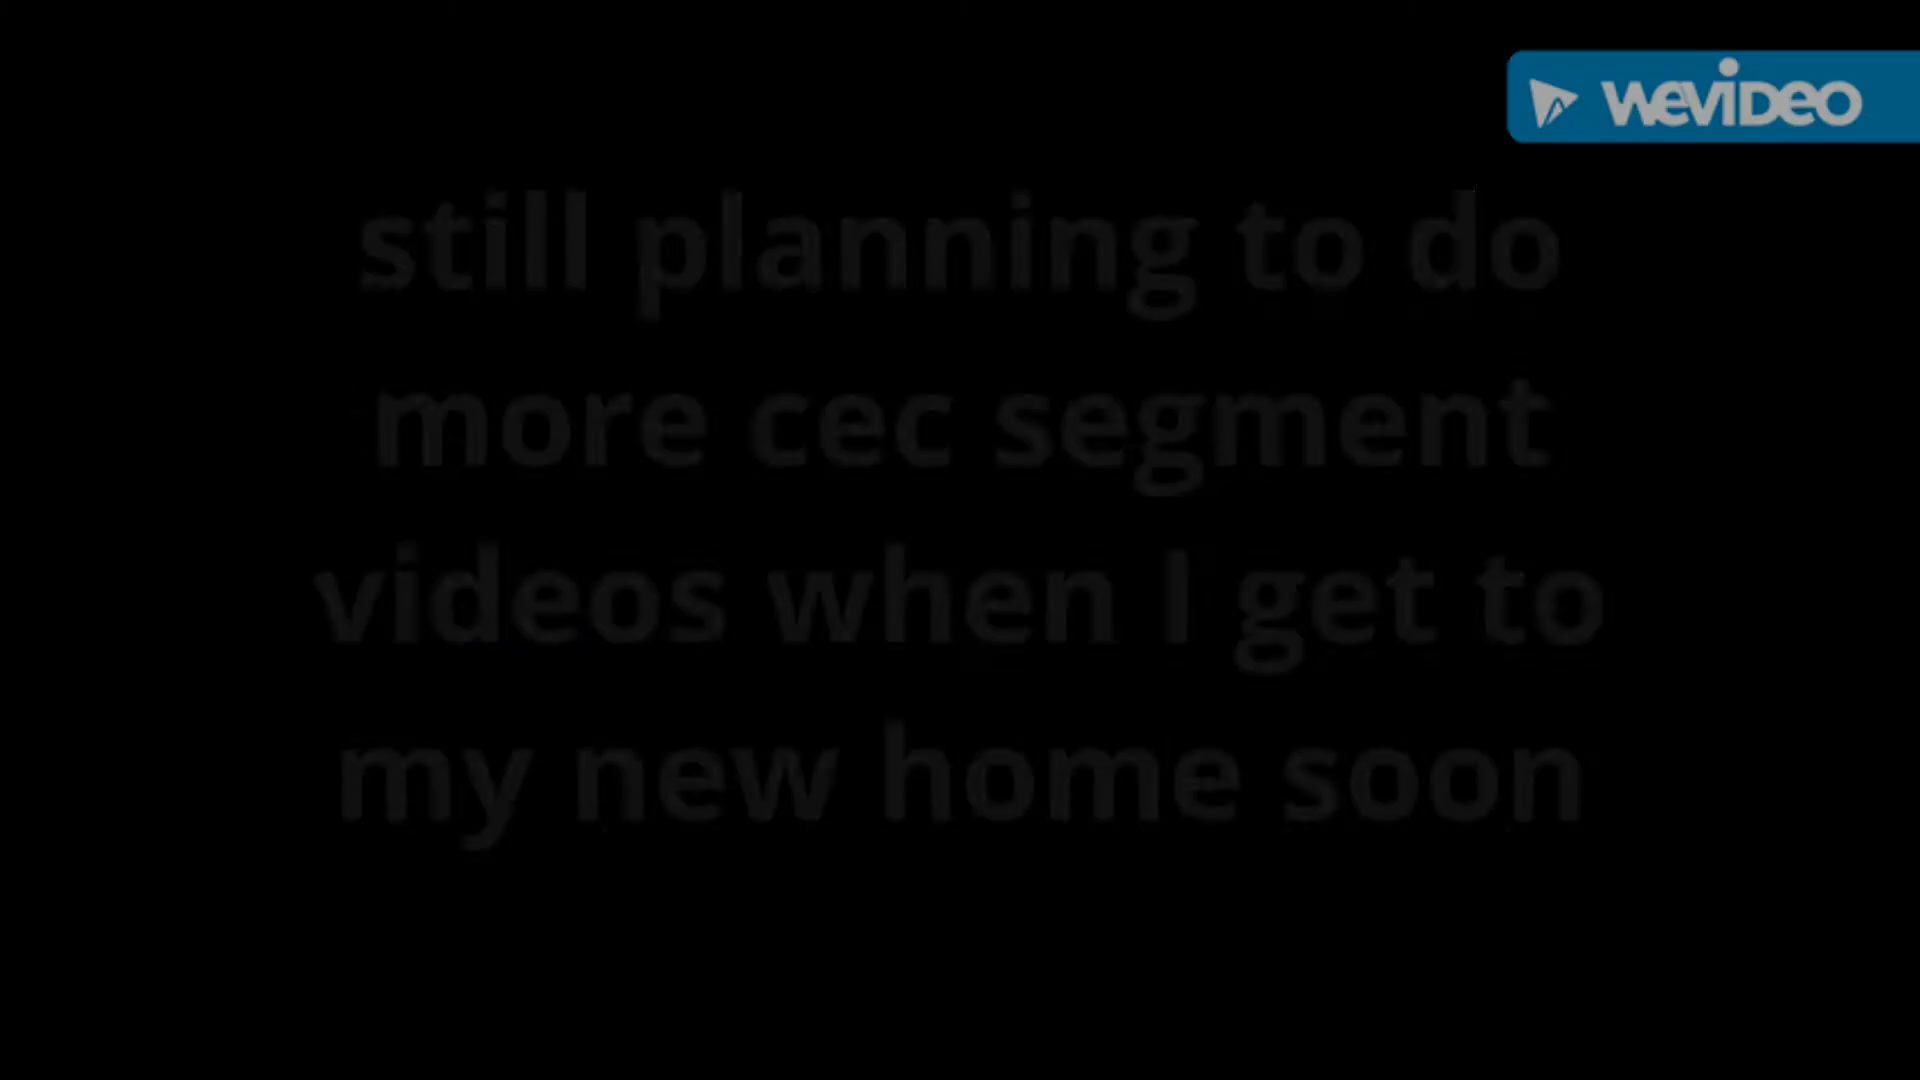 wevideo
still planning to do
more cec segment
videos when I get to
my new home soon